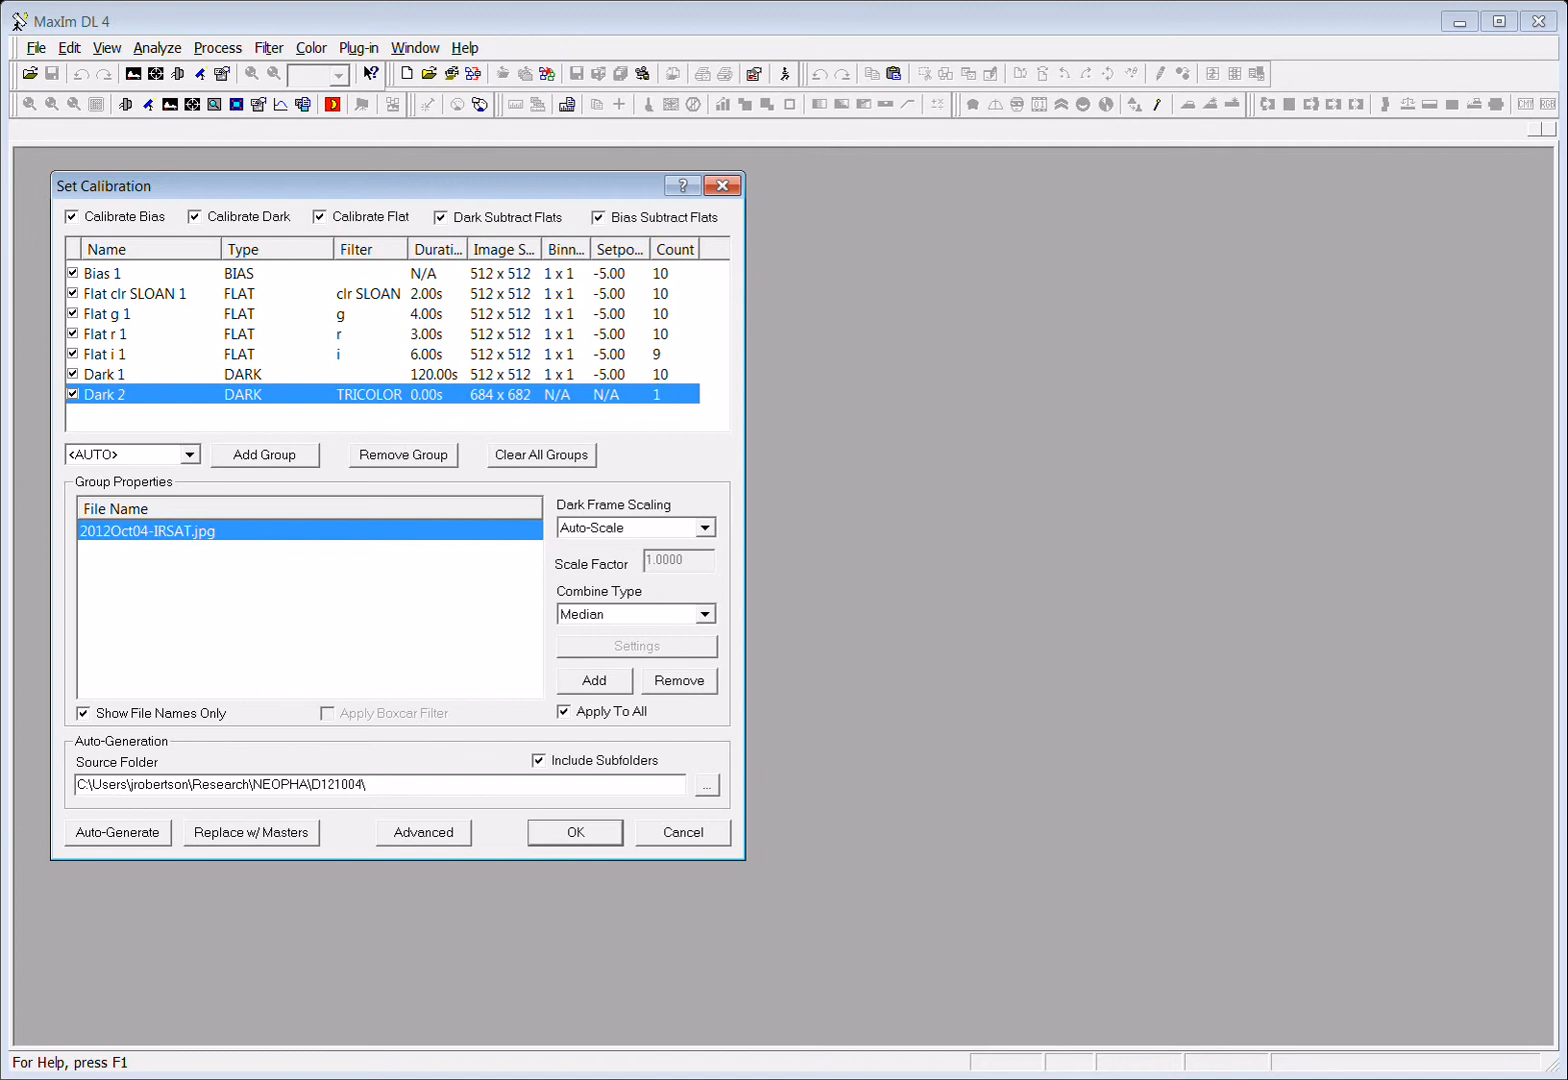 MaxIm DL 4
File Edit View Analyze Process Filter Color Plug-in Window Help
Set Calibration
Calibrate Bias Calibrate Dark Calibrate Flat Dark Subtract Flats Bias Subtract Flats
Name Type Filter Durati... Image S... Binn... Setpo... Count
Bias 1 BIAS N/A 512 x 512 1 x 1 -5.00 10
Flat clr SLOAN 1 FLAT clr SLOAN 2.00s 512 x 512 1 x 1 -5.00 10
Flat g 1 FLAT g 4.00s 512 x 512 1 x 1 -5.00 10
Flat r 1 FLAT r 3.00s 512 x 512 1 x 1 -5.00 10
Flat i 1 FLAT i 6.00s 512 x 512 1 x 1 -5.00 9
Dark 1 DARK 120.00s 512 x 512 1 x 1 -5.00 10
Dark 2 DARK TRICOLOR 0.00s 684 x 682 N/A N/A 1
<AUTO> Add Group Remove Group Clear All Groups
Group Properties
File Name
2012Oct04-IRSAT.jpg
Dark Frame Scaling
Auto-Scale
Scale Factor 1.0000
Combine Type
Median
Settings
Add Remove
Show File Names Only Apply Boxcar Filter Apply To All
Auto-Generation
Source Folder Include Subfolders
C:\Users\jrobertson\Research\NEOPHA\D121004\ ...
Auto-Generate Replace w/ Masters Advanced OK Cancel
For Help, press F1